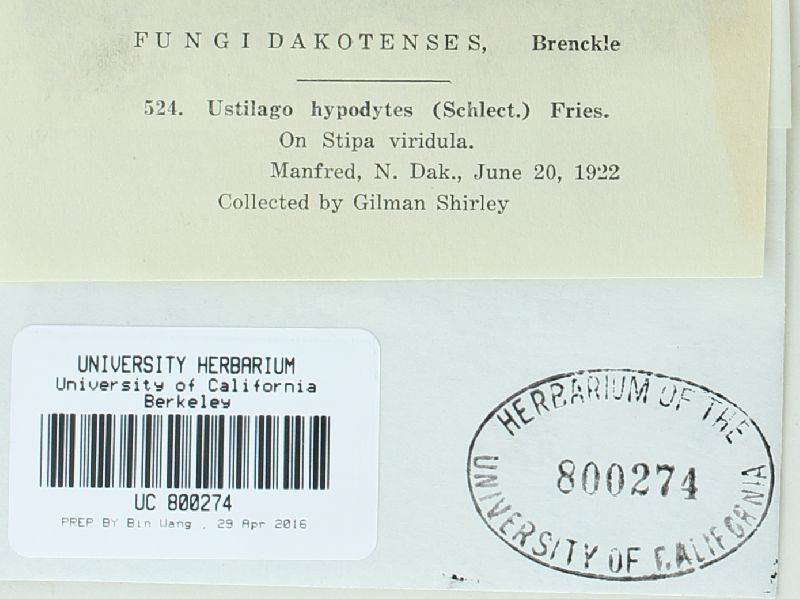 FUNGI DAKOTENSES, Brenckle
524. Ustilago hypodytes (Schlect.) Fries.
On Stipa viridula.
Manfred, N. Dak., June 20, 1922
Collected by Gilman Shirley
UNIVERSITY HERBARIUM
University of California
Berkeley
UC 800274
PREP BY Bin Wang . 29 Apr 2016
HERBARIUM OF THE
800274
UNIVERSITY OF CALIFORNIA